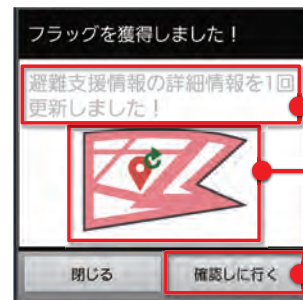 フラッグを獲得しました！
避難支援情報の詳細情報を1回
更新しました！
閉じる
確認しに行く